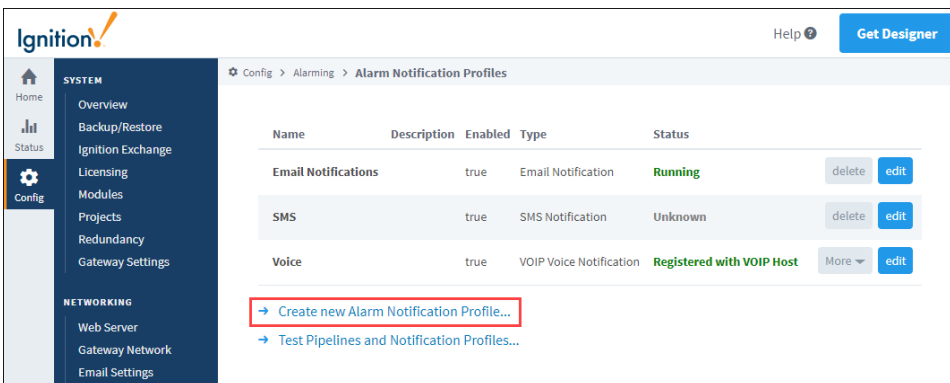 Ignition!
Help ?
Get Designer
Home
Status
Config
SYSTEM
Overview
Backup/Restore
Ignition Exchange
Licensing
Modules
Projects
Redundancy
Gateway Settings
NETWORKING
Web Server
Gateway Network
Email Settings
Config > Alarming > Alarm Notification Profiles
Name Description Enabled Type Status
Email Notifications true Email Notification Running delete edit
SMS true SMS Notification Unknown delete edit
Voice true VOIP Voice Notification Registered with VOIP Host More edit
→ Create new Alarm Notification Profile...
→ Test Pipelines and Notification Profiles...